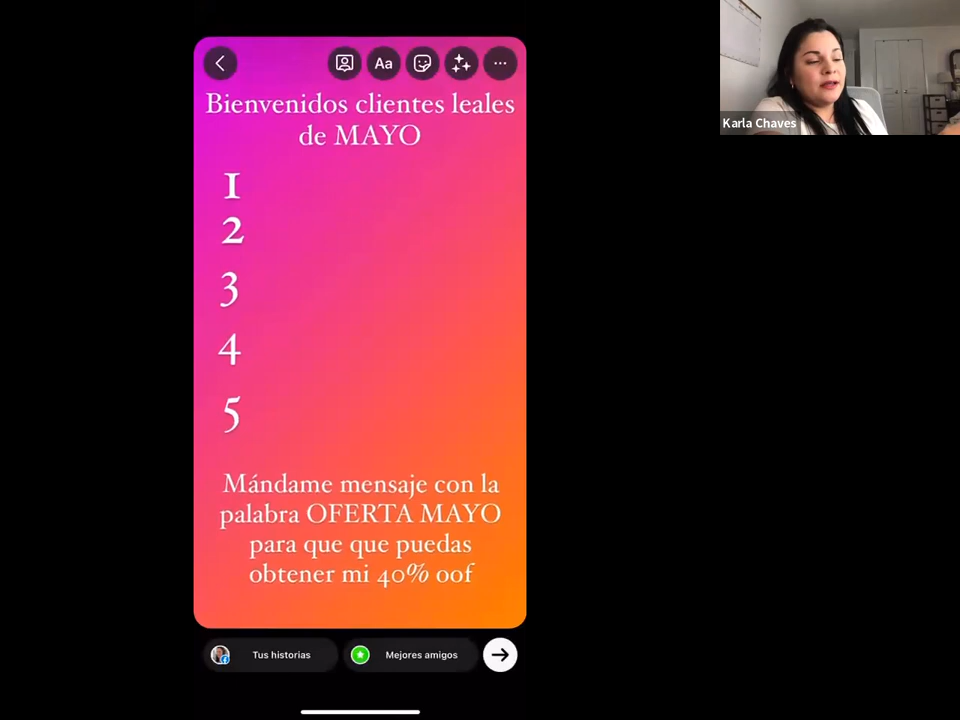 Aa
Bienvenidos clientes leales
de MAYO
1
2
3
4
5
Mándame mensaje con la
palabra OFERTA MAYO
para que que puedas
obtener mi 40% oof
Tus historias
Mejores amigos
Karla Chaves